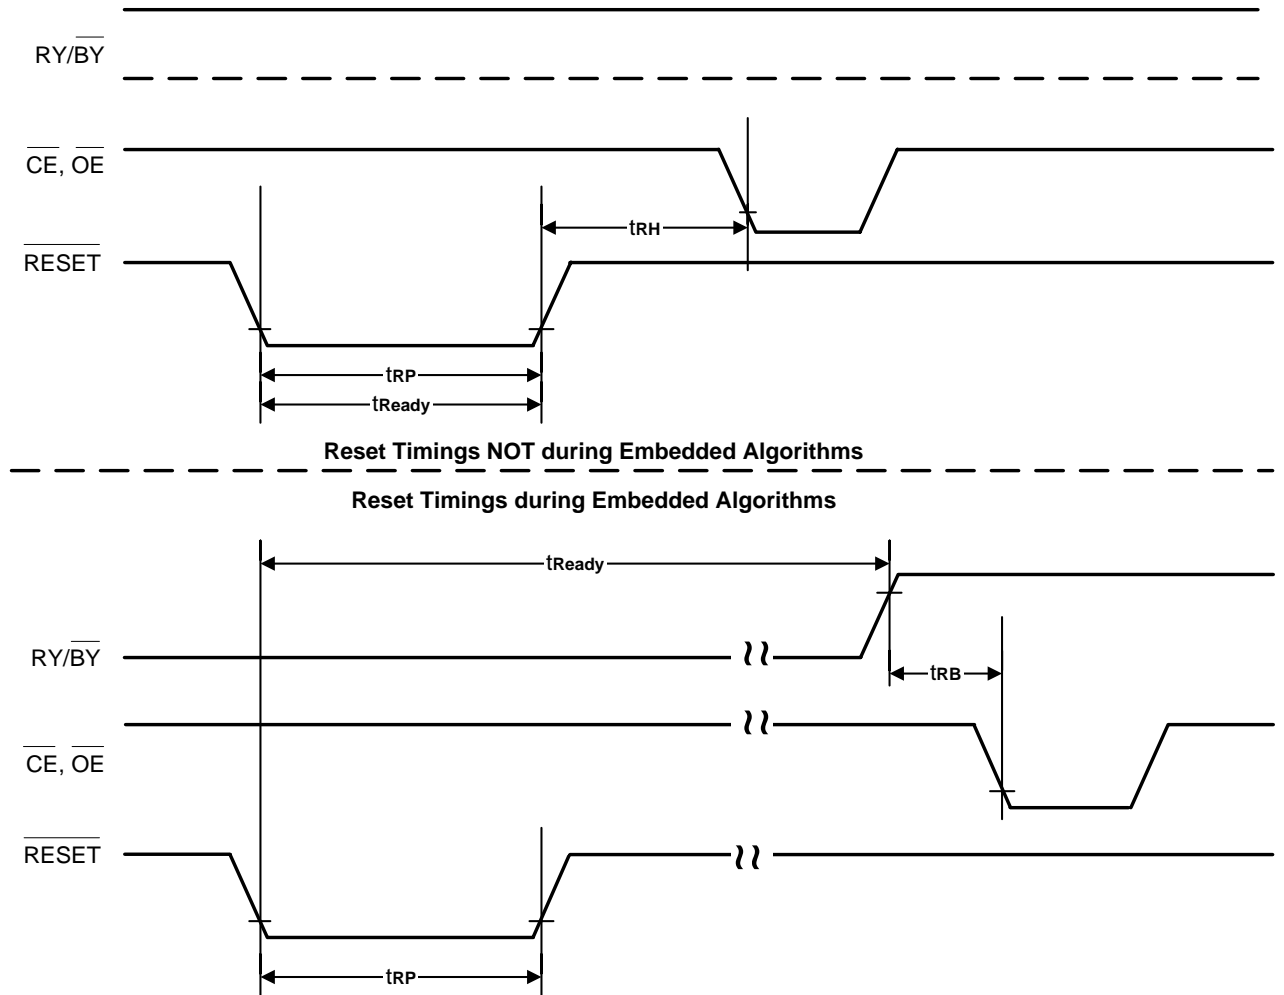 RY/BY
CE, OE
tRH
RESET
tRP
tReady
Reset Timings NOT during Embedded Algorithms
Reset Timings during Embedded Algorithms
tReady
RY/BY
tRB
CE, OE
RESET
tRP